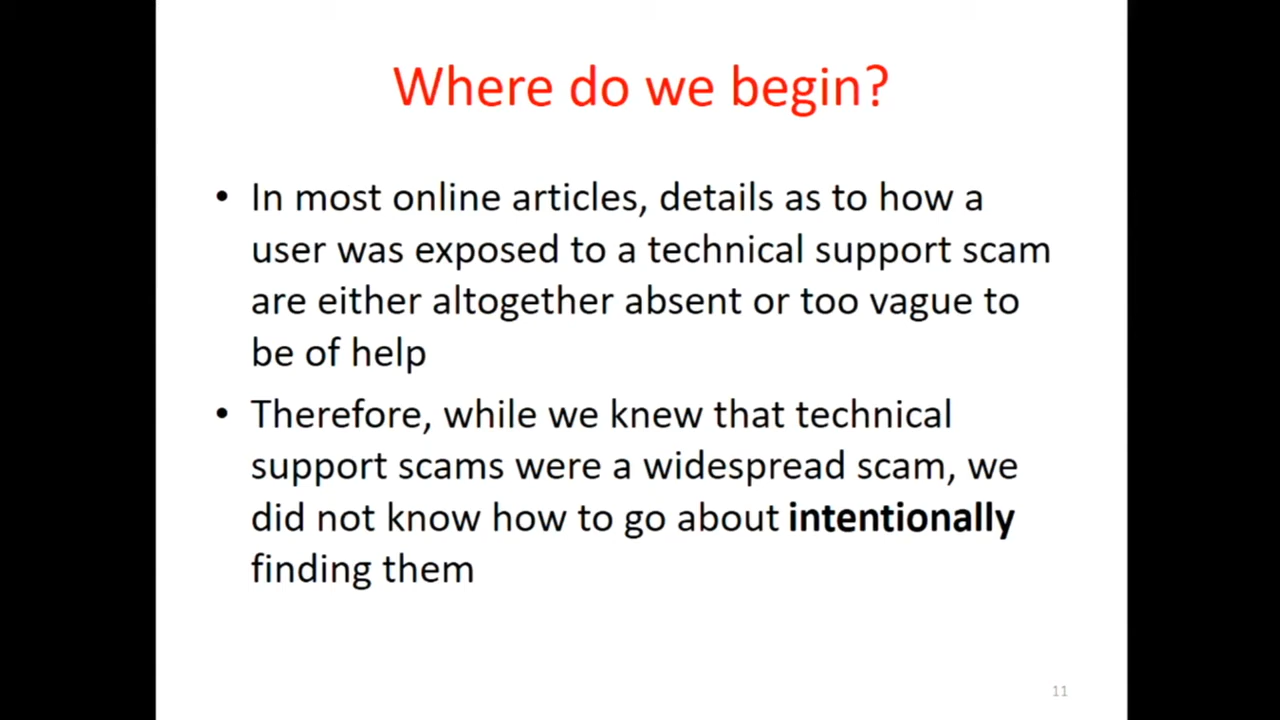 Where do we begin?
• In most online articles, details as to how a
user was exposed to a technical support scam
are either altogether absent or too vague to
be of help
• Therefore, while we knew that technical
support scams were a widespread scam, we
did not know how to go about intentionally
finding them
11